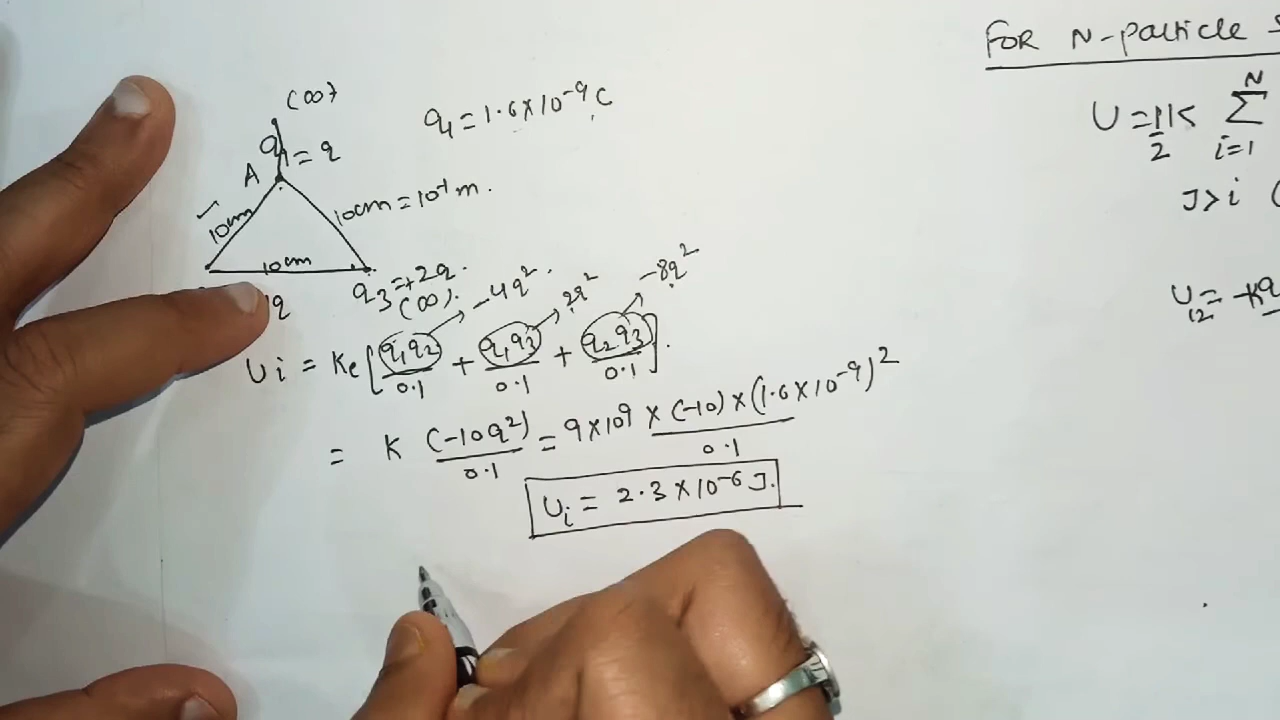 (∞)
q₁ = q
A
q = 1.6×10⁻⁹ C
10cm
10cm = 10⁻¹ m.
10cm
q
q₃ = +2q.
(∞).
-4q².
2q²
-8q²
Uᵢ = Kₑ [q₁q₂/0.1 + q₁q₃/0.1 + q₂q₃/0.1].
= K (-10q²)/0.1 = 9×10⁹ × (-10) × (1.6×10⁻⁹)²/0.1
Uᵢ = 2.3×10⁻⁶ J.
FOR N-Particle
U = 1/2 K Σ i=1 N
J>i (
U₁₂ = -Kq